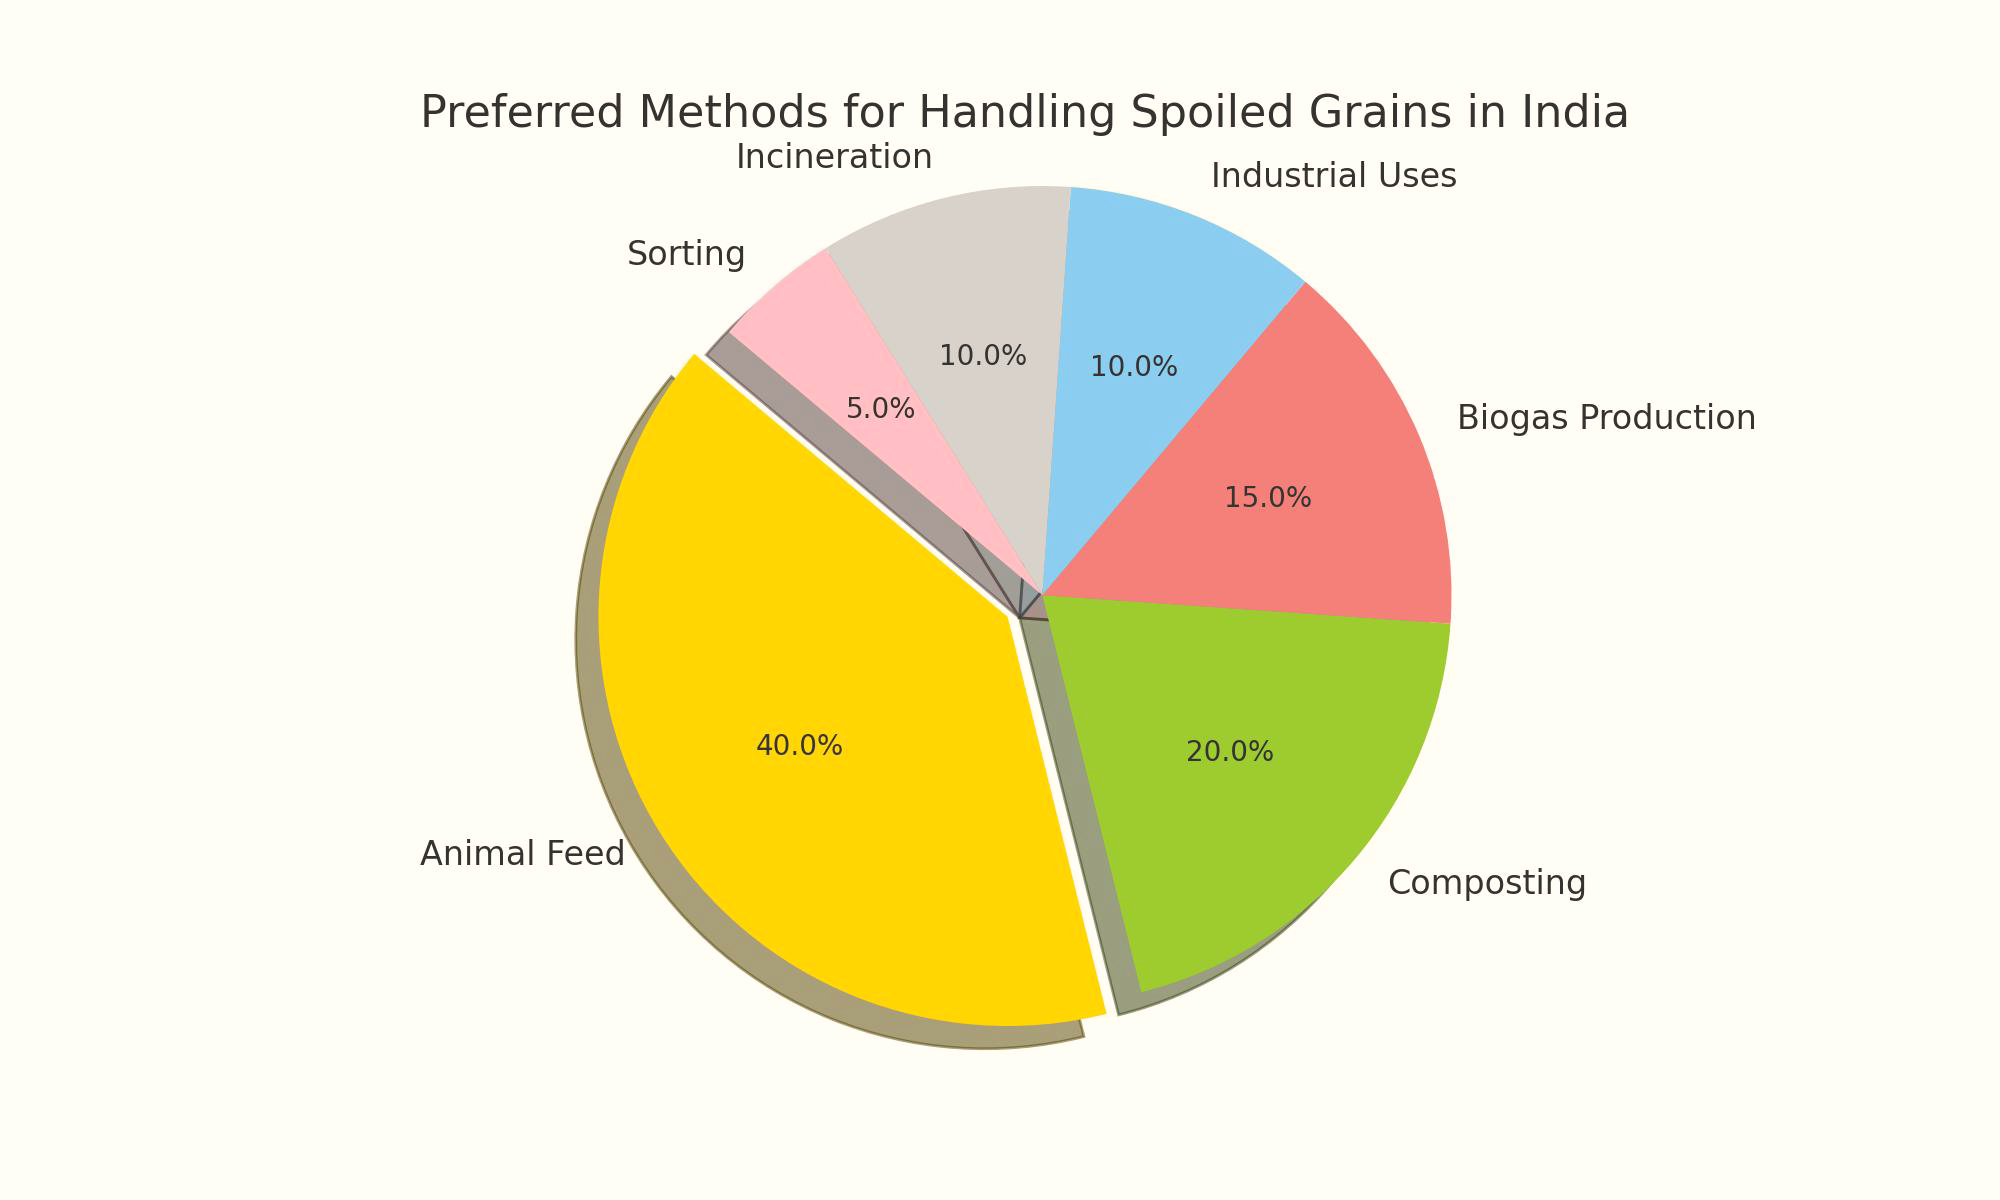 Preferred Methods for Handling Spoiled Grains in India
Incineration
Industrial Uses
Sorting
10.0%
10.0%
5.0%
Biogas Production
15.0%
40.0%
20.0%
Animal Feed
Composting